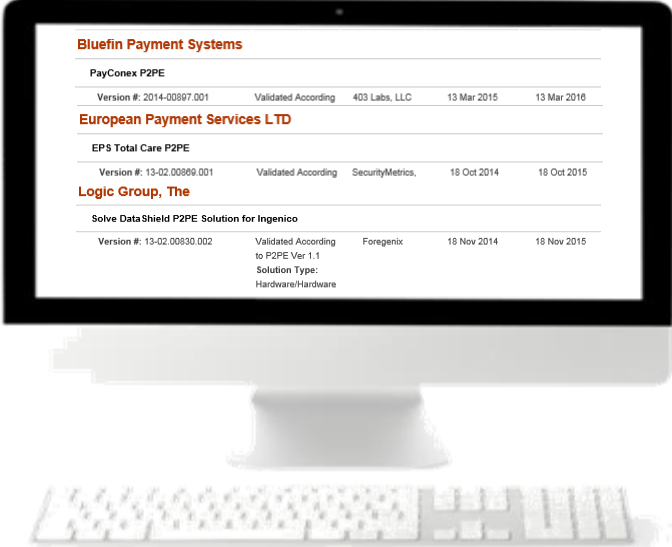 Bluefin Payment Systems
PayConex P2PE
Version #: 2014-00897.001 Validated According 403 Labs, LLC 13 Mar 2015 13 Mar 2016
European Payment Services LTD
EPS Total Care P2PE
Version #: 13-02.00869.001 Validated According SecurityMetrics, 18 Oct 2014 18 Oct 2015
Logic Group, The
Solve DataShield P2PE Solution for Ingenico
Version #: 13-02.00830.002 Validated According Foregenix 18 Nov 2014 18 Nov 2015
to P2PE Ver 1.1
Solution Type:
Hardware/Hardware